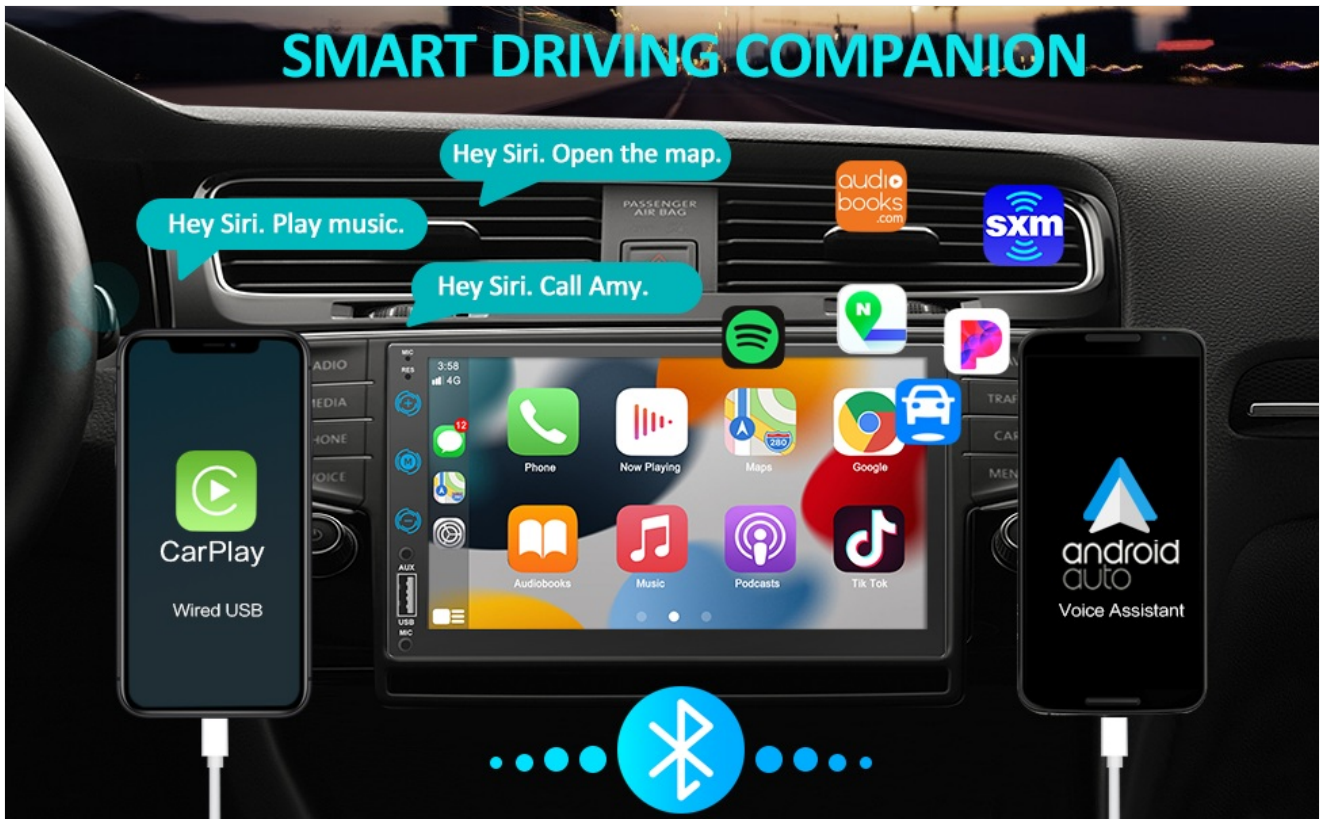 SMART DRIVING COMPANION
Hey Siri. Open the map.
Hey Siri. Play music.
Hey Siri. Call Amy.
PASSENGER
AIR BAG
audio
books
.com
sxm
N
MIC
RES
3:58
4G
12
280
Phone
Now Playing
Maps
Google
M
Audiobooks
Music
Podcasts
Tik Tok
AUX
USB
MIC
ADIO
MEDIA
HONE
VOICE
TRAF
CAR
MEN
CarPlay
Wired USB
android
auto
Voice Assistant